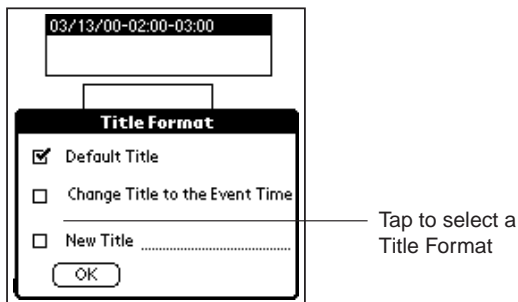 03/13/00-02:00-03:00
Title Format
Default Title
Change Title to the Event Time
New Title
OK
Tap to select a
Title Format